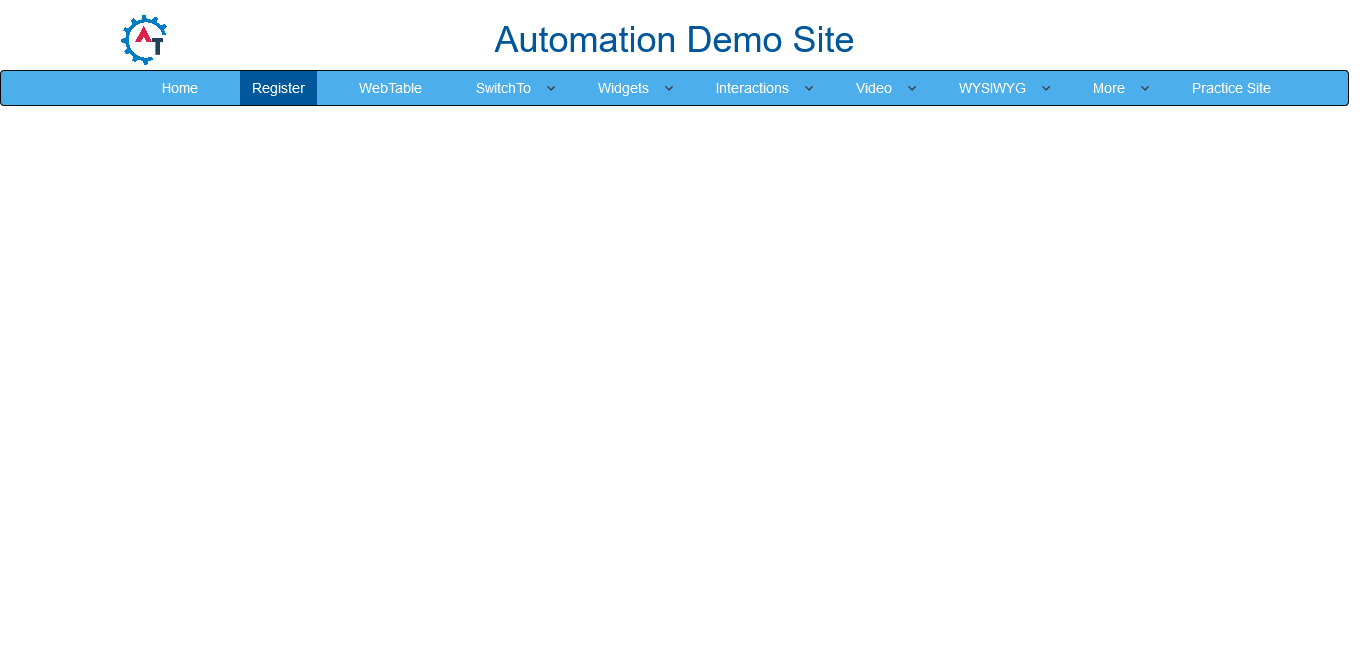 AT
Automation Demo Site
Home Register WebTable SwitchTo Widgets Interactions Video WYSIWYG More Practice Site